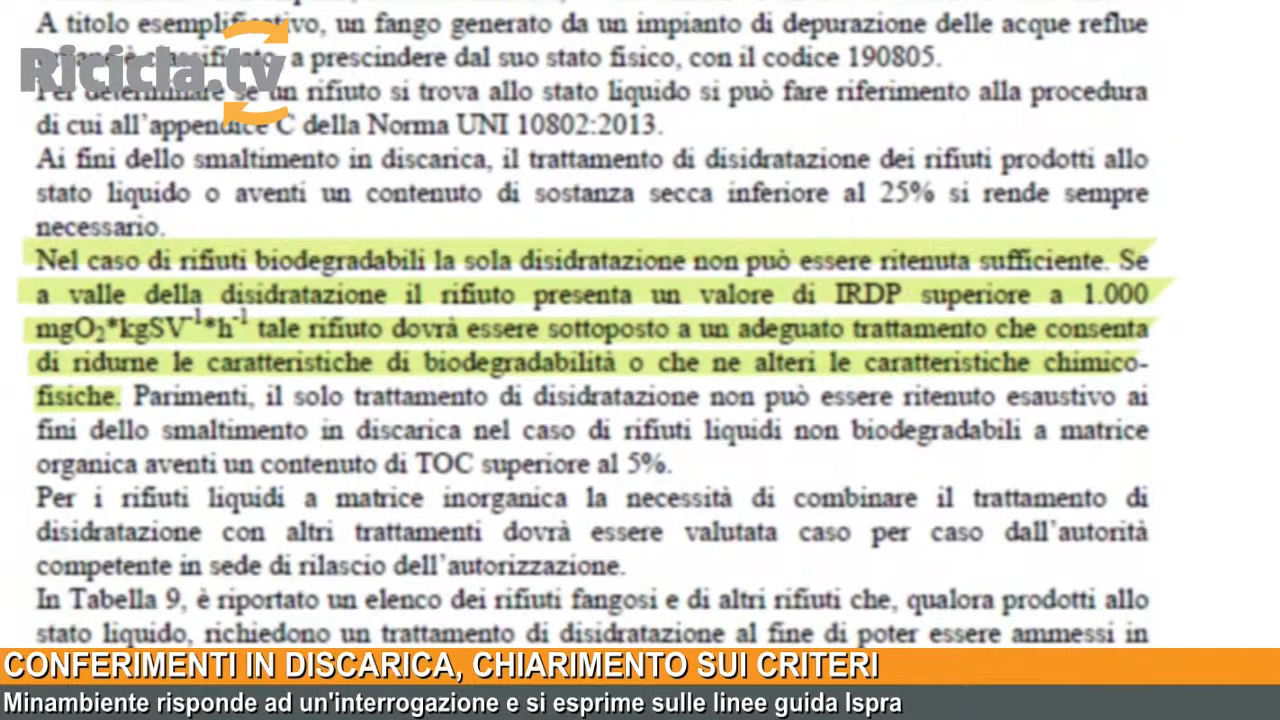 A titolo esemplificativo, un fango generato da un impianto di depurazione delle acque reflue
a prescindere dal suo stato fisico, con il codice 190805.
Ricicla.tv
Per determinare se un rifiuto si trova allo stato liquido si può fare riferimento alla procedura
di cui all'appendice C della Norma UNI 10802:2013.
Ai fini dello smaltimento in discarica, il trattamento di disidratazione dei rifiuti prodotti allo
stato liquido o aventi un contenuto di sostanza secca inferiore al 25% si rende sempre
necessario.
Nel caso di rifiuti biodegradabili la sola disidratazione non può essere ritenuta sufficiente. Se
a valle della disidratazione il rifiuto presenta un valore di IRDP superiore a 1.000
mgO₂*kgSV⁻¹*h⁻¹ tale rifiuto dovrà essere sottoposto a un adeguato trattamento che consenta
di ridurne le caratteristiche di biodegradabilità o che ne alteri le caratteristiche chimico-
fisiche. Parimenti, il solo trattamento di disidratazione non può essere ritenuto esaustivo ai
fini dello smaltimento in discarica nel caso di rifiuti liquidi non biodegradabili a matrice
organica aventi un contenuto di TOC superiore al 5%.
Per i rifiuti liquidi a matrice inorganica la necessità di combinare il trattamento di
disidratazione con altri trattamenti dovrà essere valutata caso per caso dall'autorità
competente in sede di rilascio dell'autorizzazione.
In Tabella 9, è riportato un elenco dei rifiuti fangosi e di altri rifiuti che, qualora prodotti allo
stato liquido, richiedono un trattamento di disidratazione al fine di poter essere ammessi in
CONFERIMENTI IN DISCARICA, CHIARIMENTO SUI CRITERI
Minambiente risponde ad un'interrogazione e si esprime sulle linee guida Ispra